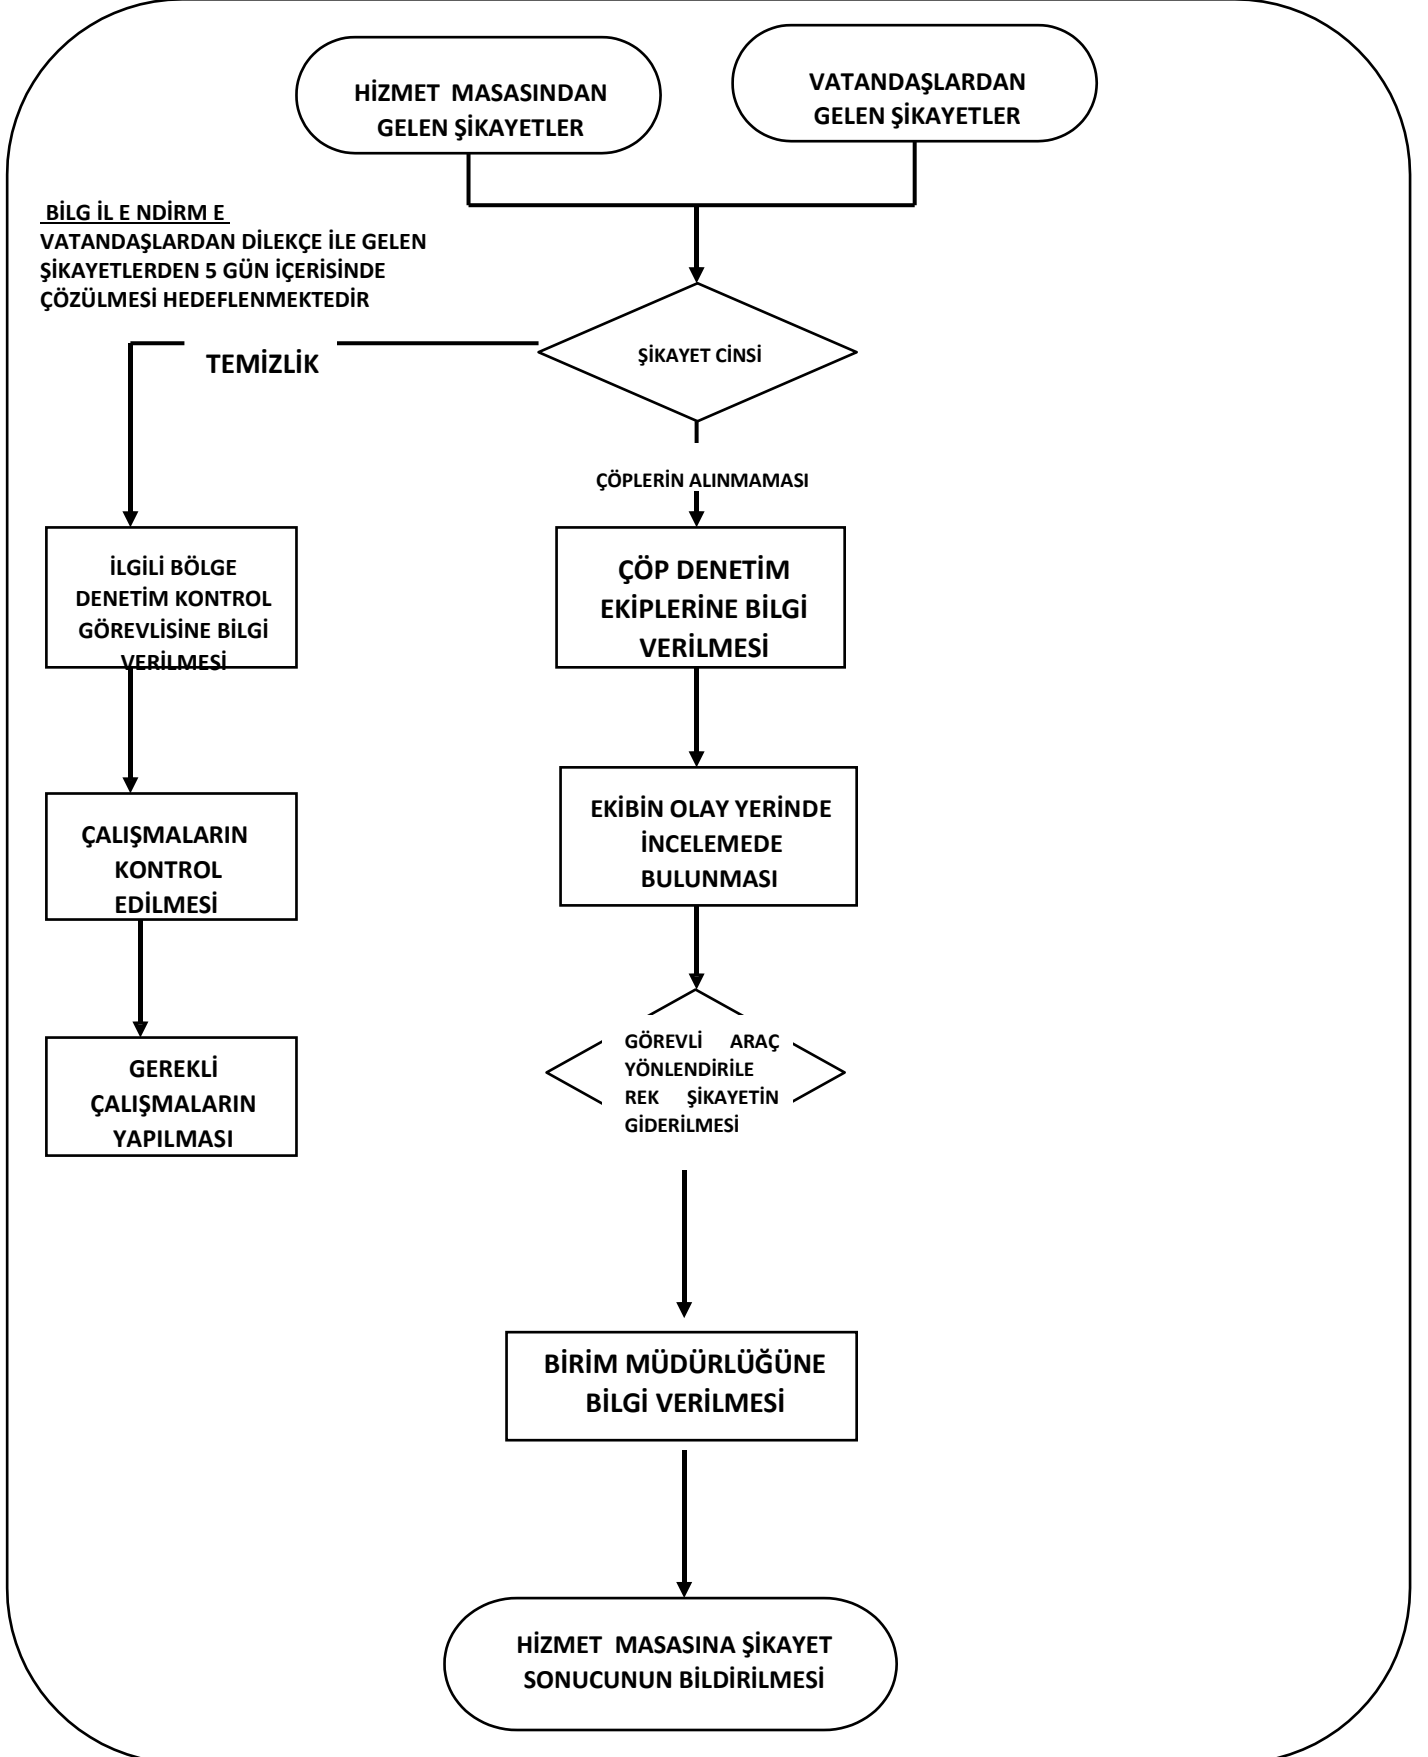 HİZMET MASASINDAN
GELEN ŞİKAYETLER
VATANDAŞLARDAN
GELEN ŞİKAYETLER
BİLG İL E NDİRM E
VATANDAŞLARDAN DİLEKÇE İLE GELEN
ŞİKAYETLERDEN 5 GÜN İÇERİSİNDE
ÇÖZÜLMESİ HEDEFLENMEKTEDİR
TEMİZLİK
ŞİKAYET CİNSİ
ÇÖPLERİN ALINMAMASI
İLGİLİ BÖLGE
DENETİM KONTROL
GÖREVLİSİNE BİLGİ
VERİLMESİ
ÇÖP DENETİM
EKİPLERİNE BİLGİ
VERİLMESİ
ÇALIŞMALARIN
KONTROL
EDİLMESİ
EKİBİN OLAY YERİNDE
İNCELEMEDE
BULUNMASI
GEREKLİ
ÇALIŞMALARIN
YAPILMASI
GÖREVLİ ARAÇ
YÖNLENDİRİLE
REK ŞİKAYETİN
GİDERİLMESİ
BİRİM MÜDÜRLÜĞÜNE
BİLGİ VERİLMESİ
HİZMET MASASINA ŞİKAYET
SONUCUNUN BİLDİRİLMESİ